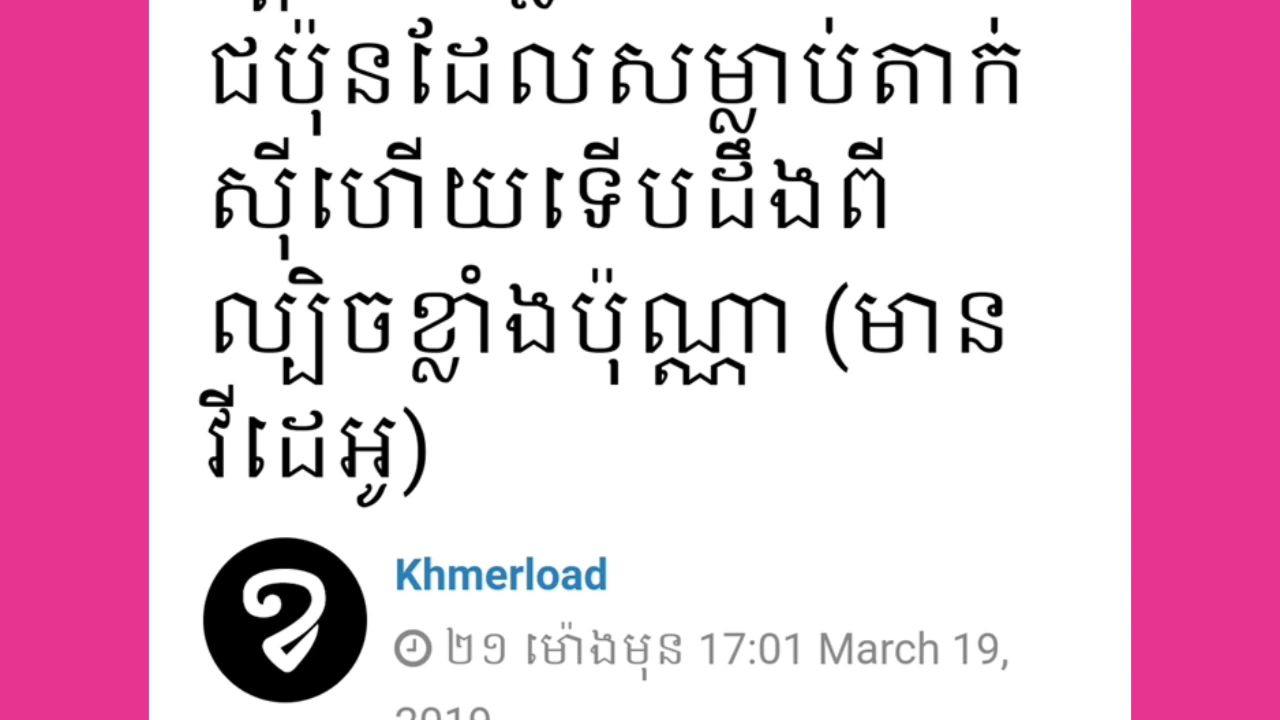 ជប៉ុនដែលសម្លាប់តាក់
ស៊ីហើយទើបដឹងពី
ល្បិចខ្លាំងប៉ុណ្ណា (មាន
វីដេអូ)
Khmerload
២១ ម៉ោងមុន 17:01 March 19,
2019